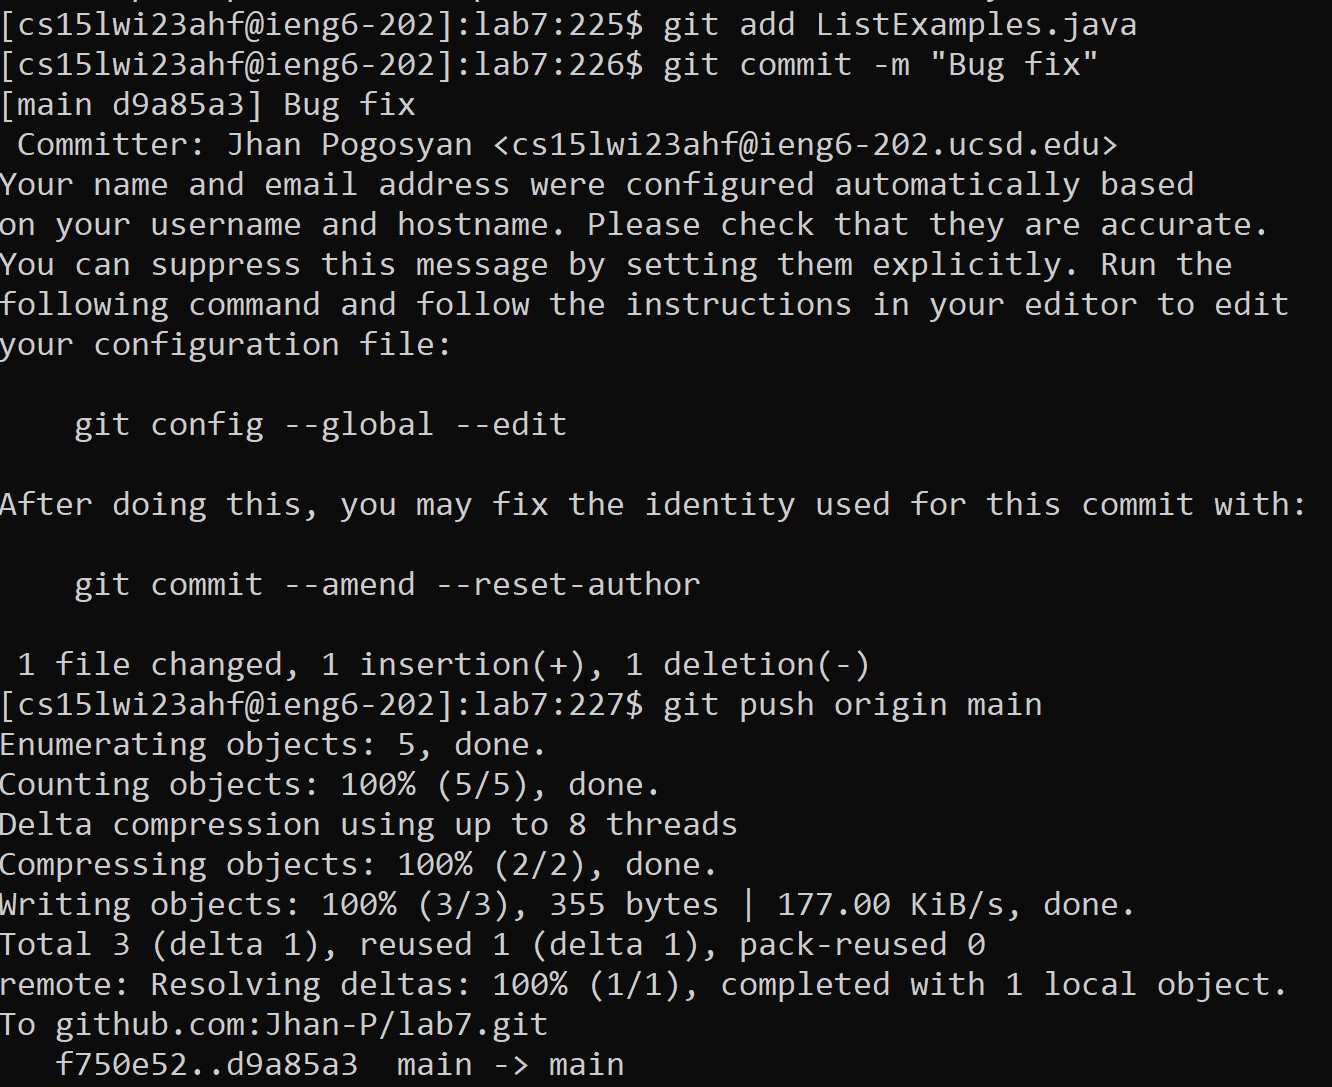 [cs15lwi23ahf@ieng6-202]:lab7:225$ git add ListExamples.java
[cs15lwi23ahf@ieng6-202]:lab7:226$ git commit -m "Bug fix"
[main d9a85a3] Bug fix
 Committer: Jhan Pogosyan <cs15lwi23ahf@ieng6-202.ucsd.edu>
Your name and email address were configured automatically based
on your username and hostname. Please check that they are accurate.
You can suppress this message by setting them explicitly. Run the
following command and follow the instructions in your editor to edit
your configuration file:

    git config --global --edit

After doing this, you may fix the identity used for this commit with:

    git commit --amend --reset-author

 1 file changed, 1 insertion(+), 1 deletion(-)
[cs15lwi23ahf@ieng6-202]:lab7:227$ git push origin main
Enumerating objects: 5, done.
Counting objects: 100% (5/5), done.
Delta compression using up to 8 threads
Compressing objects: 100% (2/2), done.
Writing objects: 100% (3/3), 355 bytes | 177.00 KiB/s, done.
Total 3 (delta 1), reused 1 (delta 1), pack-reused 0
remote: Resolving deltas: 100% (1/1), completed with 1 local object.
To github.com:Jhan-P/lab7.git
   f750e52..d9a85a3  main -> main